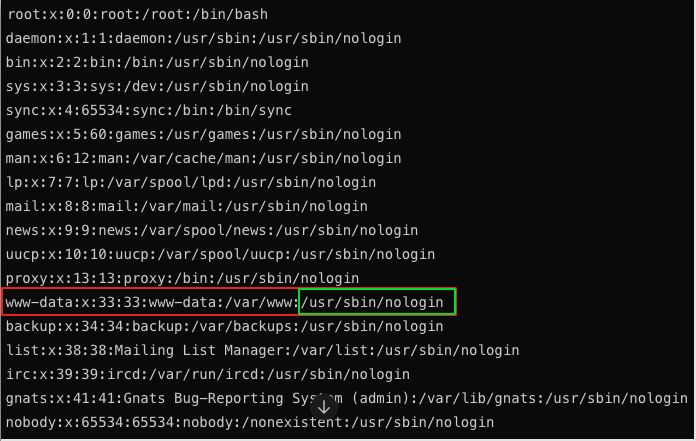 root:x:0:0:root:/root:/bin/bash
daemon:x:1:1:daemon:/usr/sbin:/usr/sbin/nologin
bin:x:2:2:bin:/bin:/usr/sbin/nologin
sys:x:3:3:sys:/dev:/usr/sbin/nologin
sync:x:4:65534:sync:/bin:/bin/sync
games:x:5:60:games:/usr/games:/usr/sbin/nologin
man:x:6:12:man:/var/cache/man:/usr/sbin/nologin
lp:x:7:7:lp:/var/spool/lpd:/usr/sbin/nologin
mail:x:8:8:mail:/var/mail:/usr/sbin/nologin
news:x:9:9:news:/var/spool/news:/usr/sbin/nologin
uucp:x:10:10:uucp:/var/spool/uucp:/usr/sbin/nologin
proxy:x:13:13:proxy:/bin:/usr/sbin/nologin
www-data:x:33:33:www-data:/var/www:/usr/sbin/nologin
backup:x:34:34:backup:/var/backups:/usr/sbin/nologin
list:x:38:38:Mailing List Manager:/var/list:/usr/sbin/nologin
irc:x:39:39:ircd:/var/run/ircd:/usr/sbin/nologin
gnats:x:41:41:Gnats Bug-Reporting System (admin):/var/lib/gnats:/usr/sbin/nologin
nobody:x:65534:65534:nobody:/nonexistent:/usr/sbin/nologin